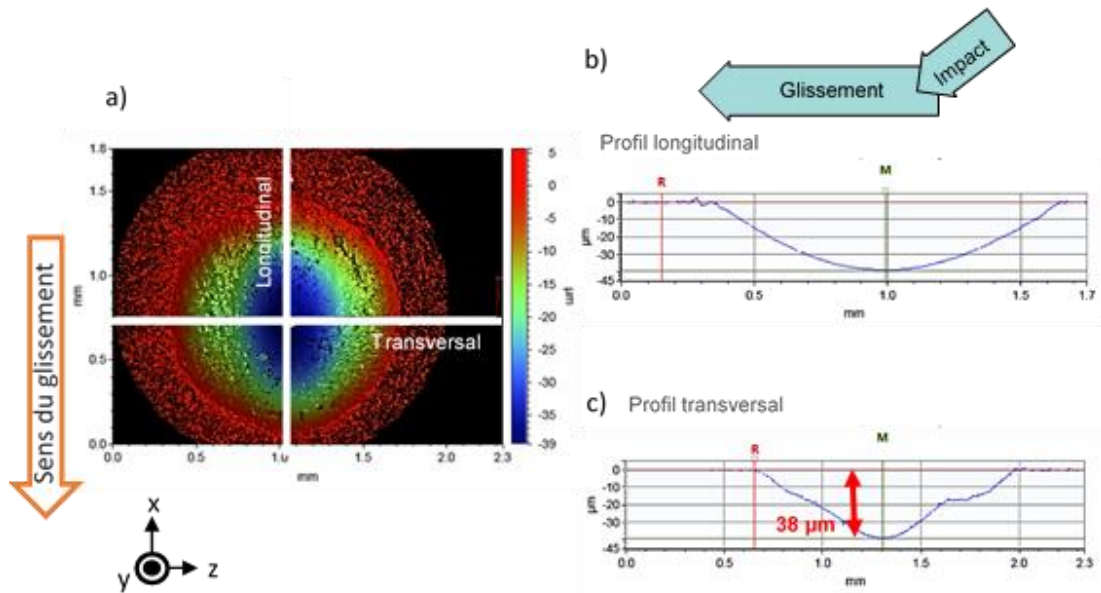 a)
Longitudinal
Transversal
1.8
1.5
1.0
0.5
0.0
mm
0.0
0.5
1.0
1.5
2.0
2.3
mm
5
0
-5
-10
-15
-20
-25
-30
-35
-39
µm
Sens du glissement
x
y
z
b)
Impact
Glissement
Profil longitudinal
M
R
0
-10
-20
-30
-45
µm
0.0
0.5
1.0
1.5
1.7
mm
c)
Profil transversal
M
R
0
-10
-20
-30
-45
µm
38 µm
0.0
0.5
1.0
1.5
2.0
2.3
mm